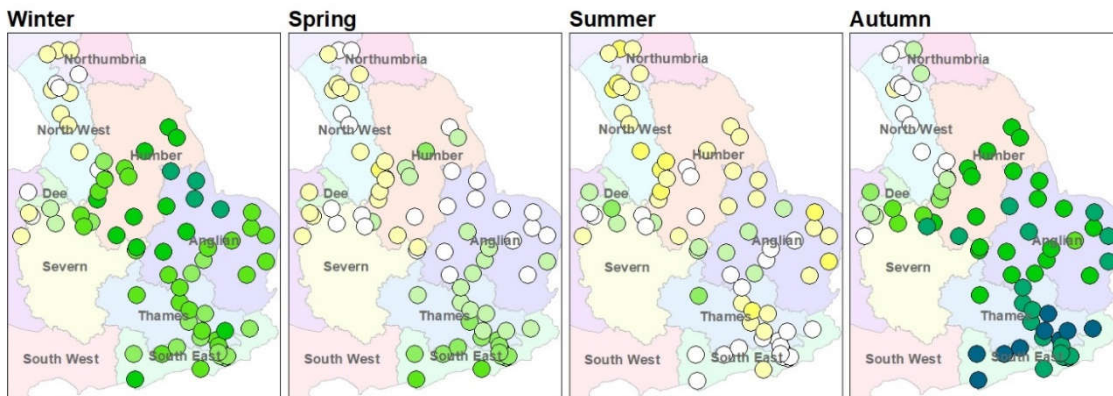 Winter
Northumbria
North West
Humber
Dee
Anglian
Severn
Thames
South West
South East
Spring
Northumbria
North West
Humber
Dee
Anglian
Severn
Thames
South West
South East
Summer
Northumbria
North West
Humber
Dee
Anglian
Severn
Thames
South West
South East
Autumn
Northumbria
North West
Humber
Dee
Anglian
Severn
Thames
South West
South East